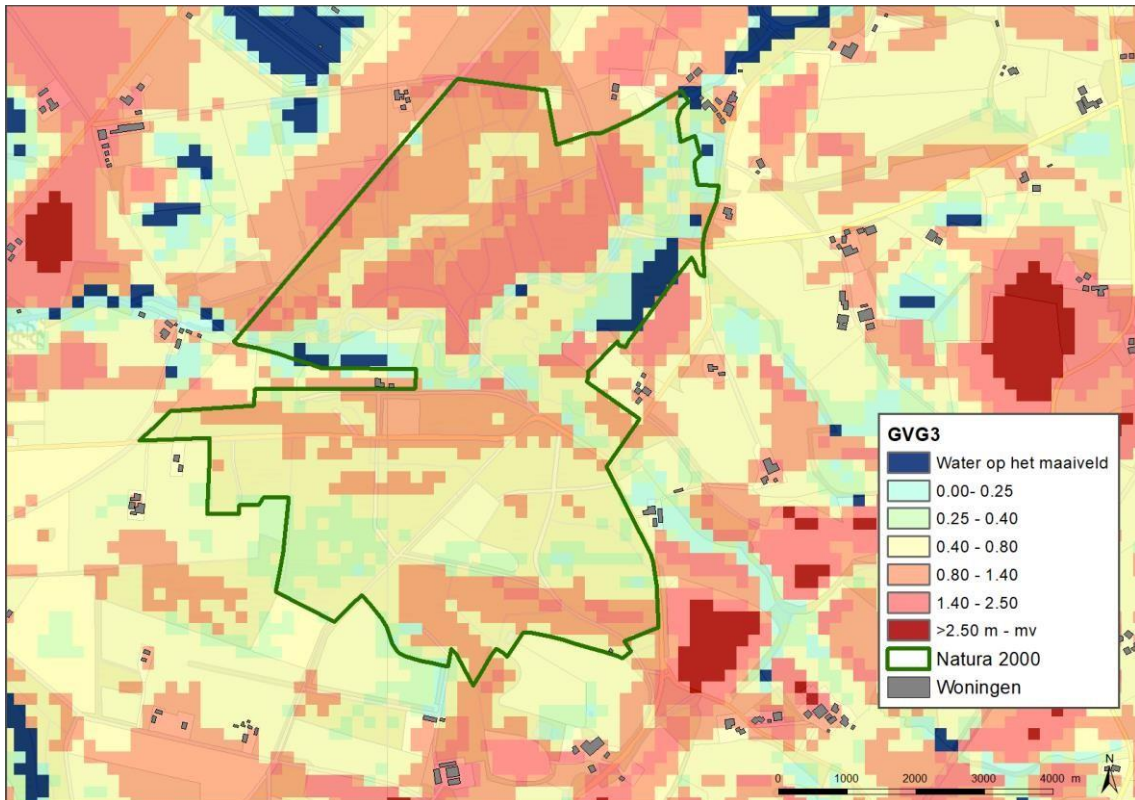 GVG3
Water op het maaiveld
0.00- 0.25
0.25 - 0.40
0.40 - 0.80
0.80 - 1.40
1.40 - 2.50
>2.50 m - mv
Natura 2000
Woningen
N
0 1000 2000 3000 4000 m